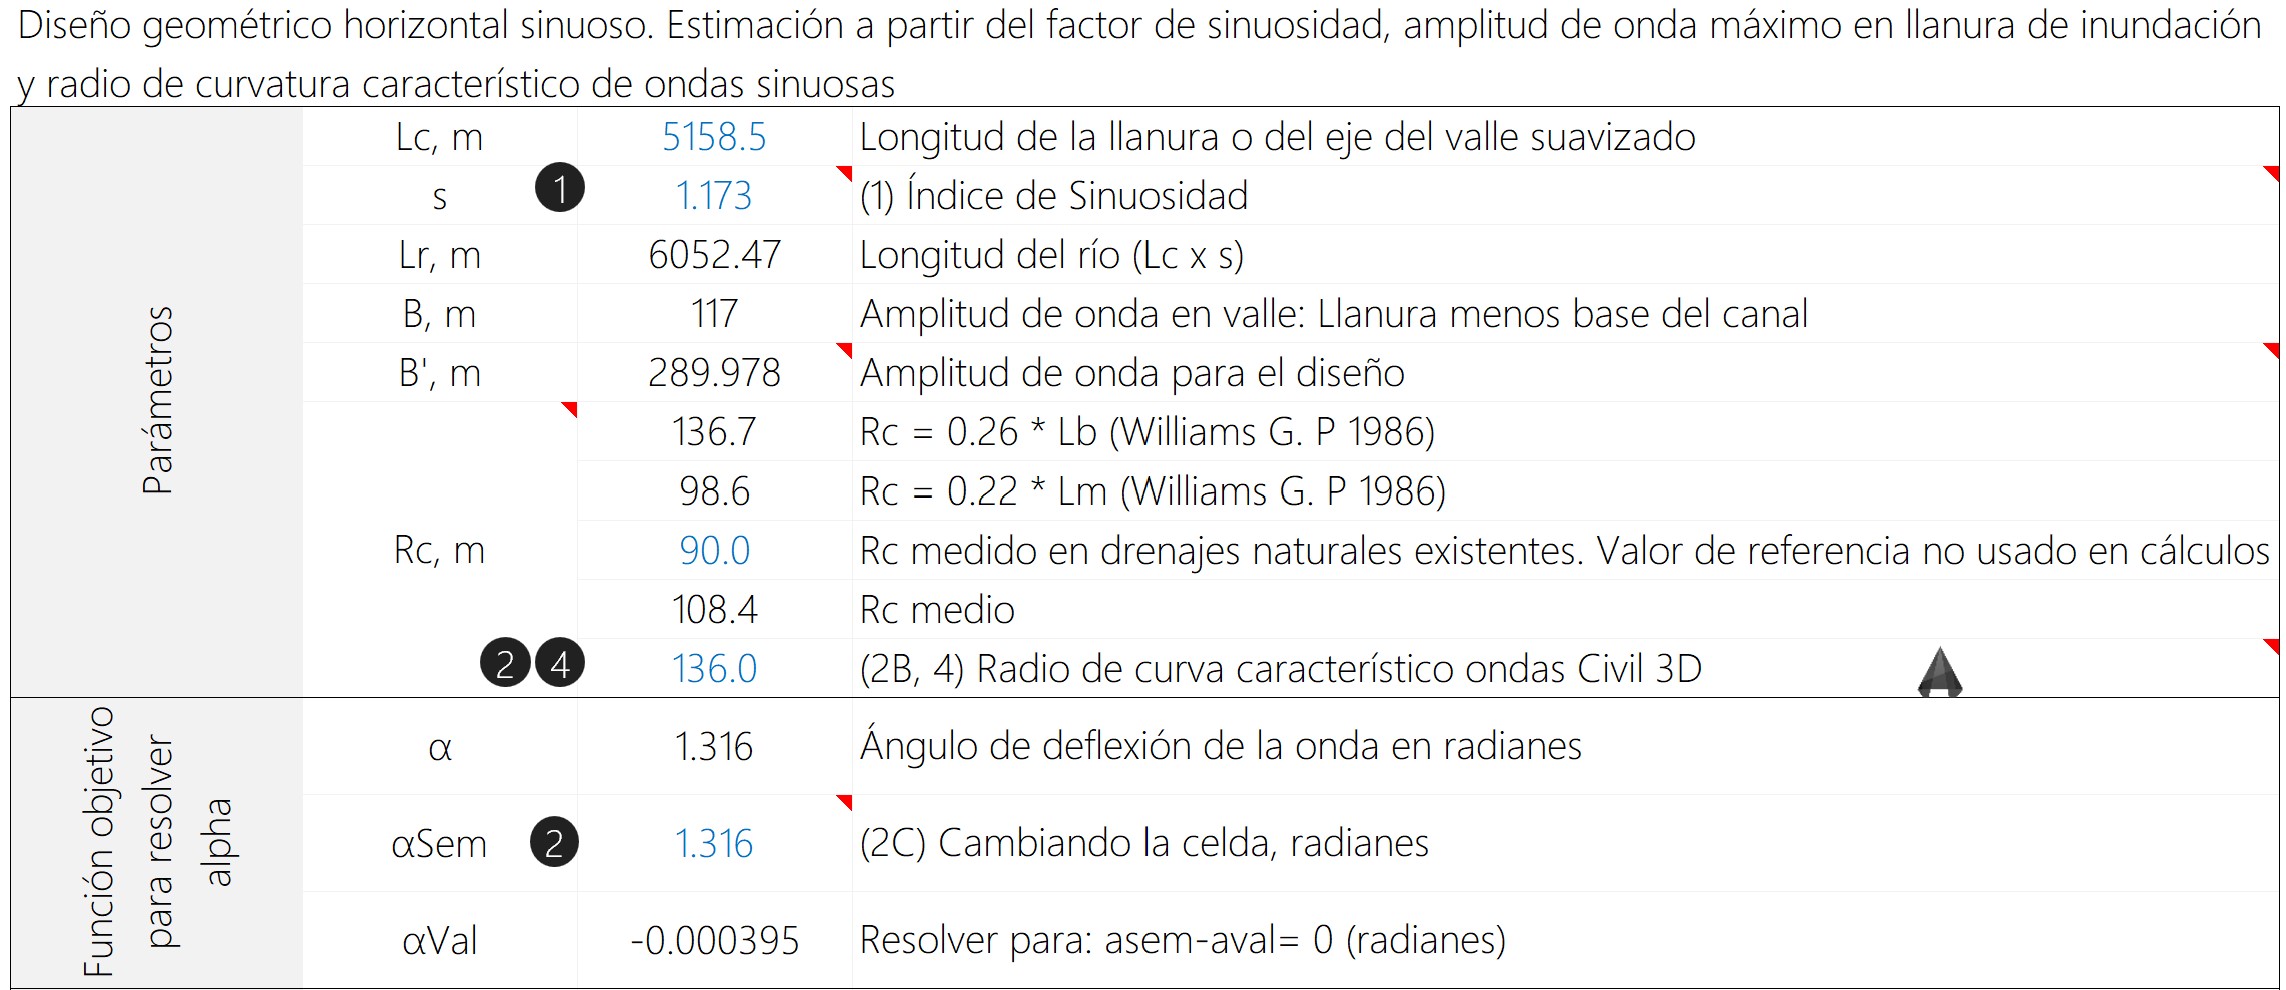 Diseño geométrico horizontal sinuoso. Estimación a partir del factor de sinuosidad, amplitud de onda máximo en llanura de inundación
y radio de curvatura característico de ondas sinuosas
Parámetros
Lc, m 5158.5 Longitud de la llanura o del eje del valle suavizado
s 1 1.173 (1) Índice de Sinuosidad
Lr, m 6052.47 Longitud del río (Lc x s)
B, m 117 Amplitud de onda en valle: Llanura menos base del canal
B', m 289.978 Amplitud de onda para el diseño
Rc, m
136.7 Rc = 0.26 * Lb (Williams G. P 1986)
98.6 Rc = 0.22 * Lm (Williams G. P 1986)
90.0 Rc medido en drenajes naturales existentes. Valor de referencia no usado en cálculos
108.4 Rc medio
2 4 136.0 (2B, 4) Radio de curva característico ondas Civil 3D
Función objetivo
para resolver
alpha
α 1.316 Ángulo de deflexión de la onda en radianes
αSem 2 1.316 (2C) Cambiando la celda, radianes
αVal -0.000395 Resolver para: asem-aval= 0 (radianes)